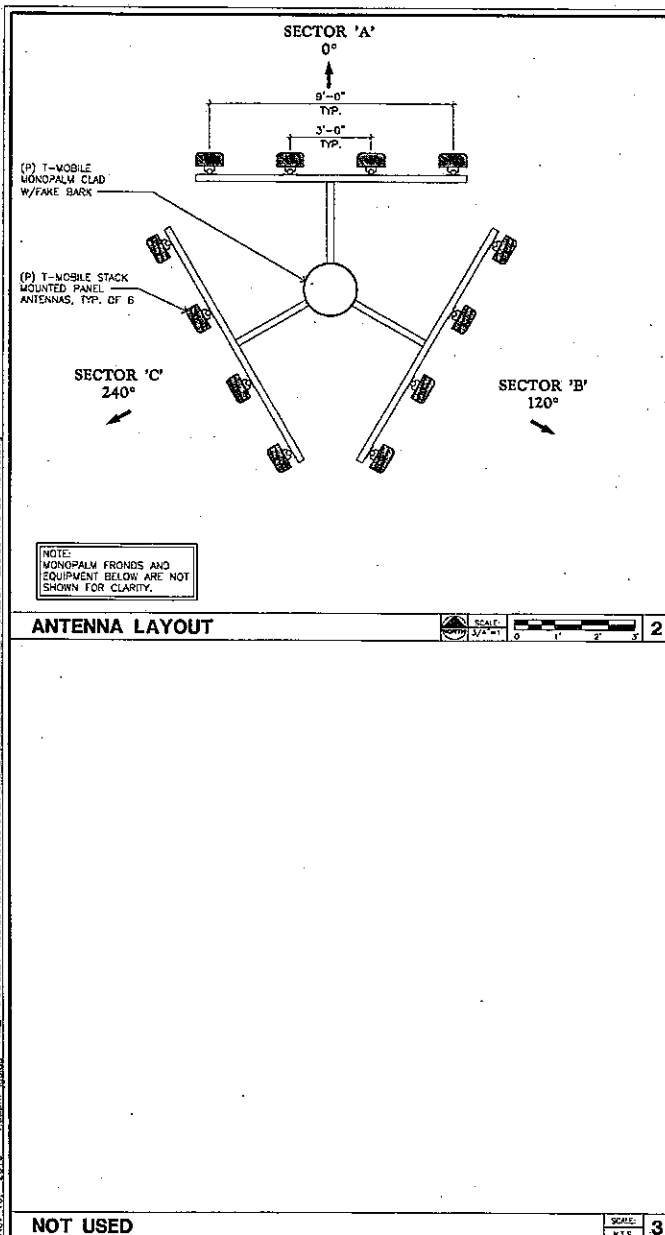 SECTOR 'A'
0°
9'-0"
TYP.
3'-0"
TYP.
(P) T-MOBILE
MONOPALM CLAD
W/FAKE BARK
(P) T-MOBILE STACK
MOUNTED PANEL
ANTENNAS, TYP. OF 6
SECTOR 'C'
240°
SECTOR 'B'
120°
NOTE:
MONOPALM FRONDS AND
EQUIPMENT BELOW ARE NOT
SHOWN FOR CLARITY.
ANTENNA LAYOUT
NORTH
SCALE:
3/4"=1'
0 1' 2' 3'
2
NOT USED
SCALE:
N.T.S.
3